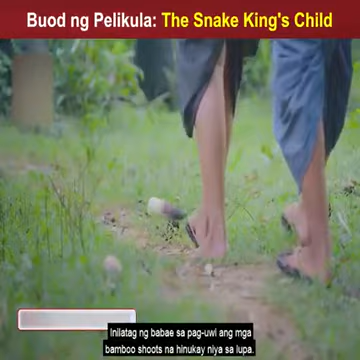 Buod ng Pelikula: The Snake King's Child
Inilatag ng babae sa pag-uwi ang mga
bamboo shoots na hinukay niya sa lupa.